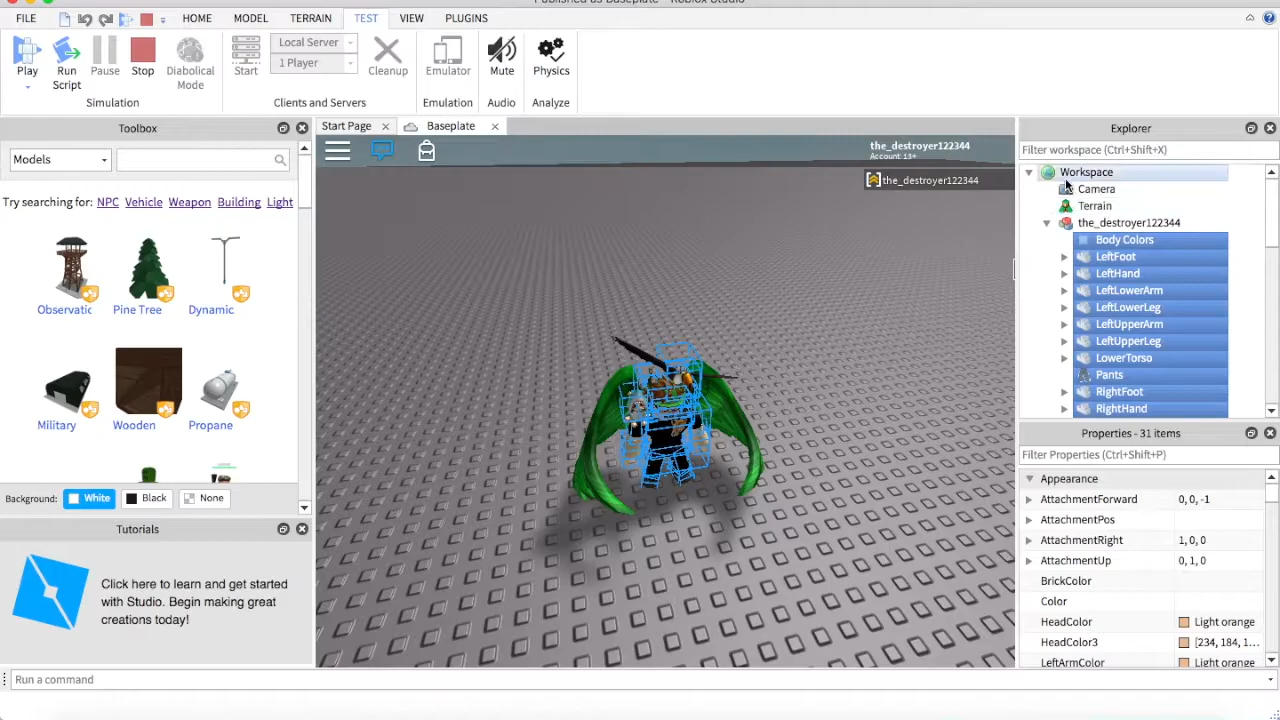 Published as Baseplate - Roblox Studio
FILE HOME MODEL TERRAIN TEST VIEW PLUGINS
Play
Run Script
Pause
Stop
Diabolical Mode
Simulation
Start
Local Server
1 Player
Cleanup
Clients and Servers
Emulator
Emulation
Mute
Audio
Physics
Analyze
Toolbox
Models
Try searching for: NPC Vehicle Weapon Building Light
Observatic Pine Tree Dynamic
Military Wooden Propane
Background: White Black None
Tutorials
Click here to learn and get started
with Studio. Begin making great
creations today!
Start Page Baseplate
the_destroyer122344
Account: 13+
the_destroyer122344
Explorer
Filter workspace (Ctrl+Shift+X)
Workspace
Camera
Terrain
the_destroyer122344
Body Colors
LeftFoot
LeftHand
LeftLowerArm
LeftLowerLeg
LeftUpperArm
LeftUpperLeg
LowerTorso
Pants
RightFoot
RightHand
Properties - 31 items
Filter Properties (Ctrl+Shift+P)
Appearance
AttachmentForward 0, 0, -1
AttachmentPos
AttachmentRight 1, 0, 0
AttachmentUp 0, 1, 0
BrickColor
Color
HeadColor Light orange
HeadColor3 [234, 184, 1...
LeftArmColor Light orange
Run a command